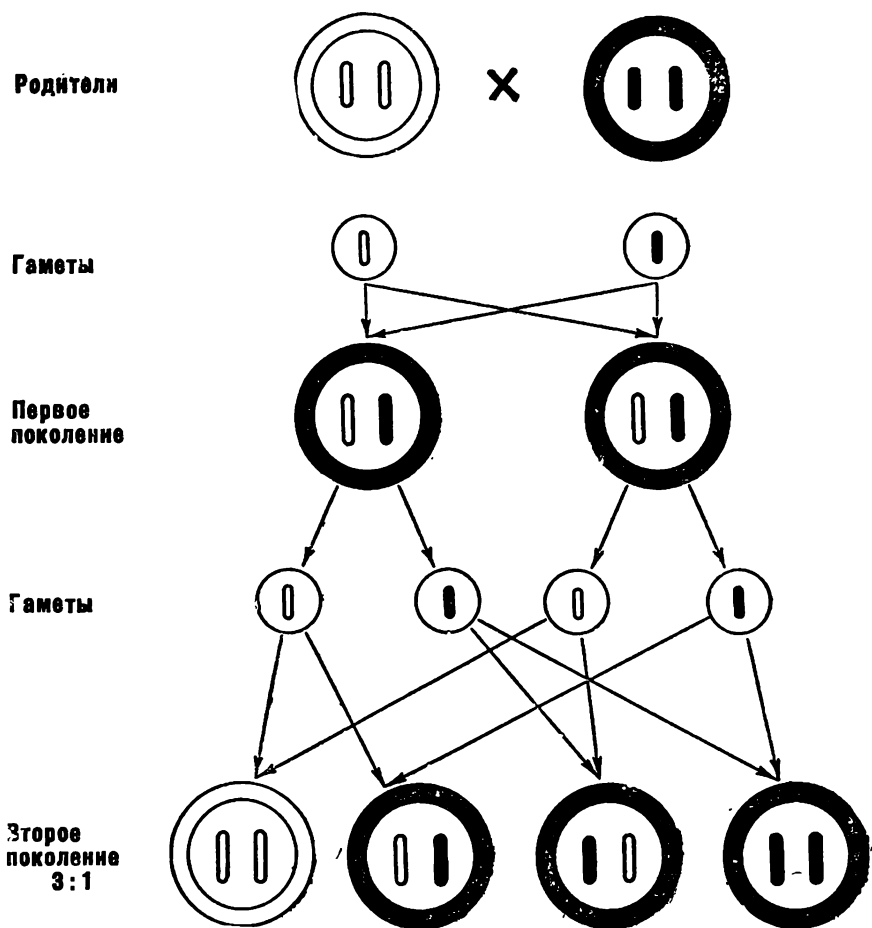 Родители
×
Гаметы
Первое
поколение
Гаметы
Второе
поколение
3:1